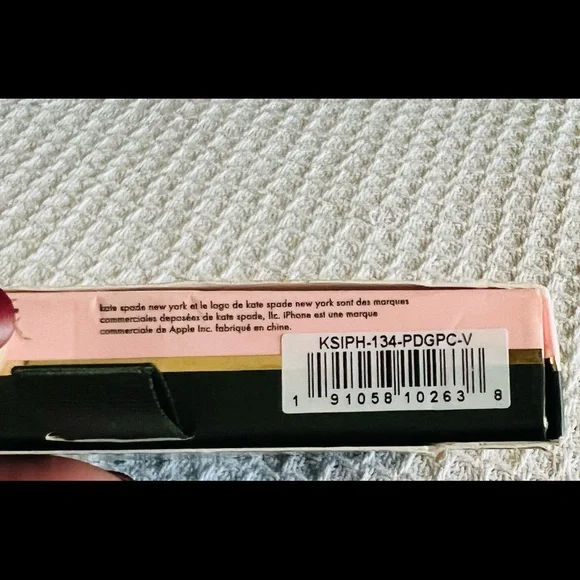 kate spade new york et le logo de kate spade new york sont des marques
commerciales deposées de kate spade, llc. iPhone est une marque
commerciale de Apple Inc. fabriqué en chine.
KSIPH-134-PDGPC-V
1 91058 10263 8